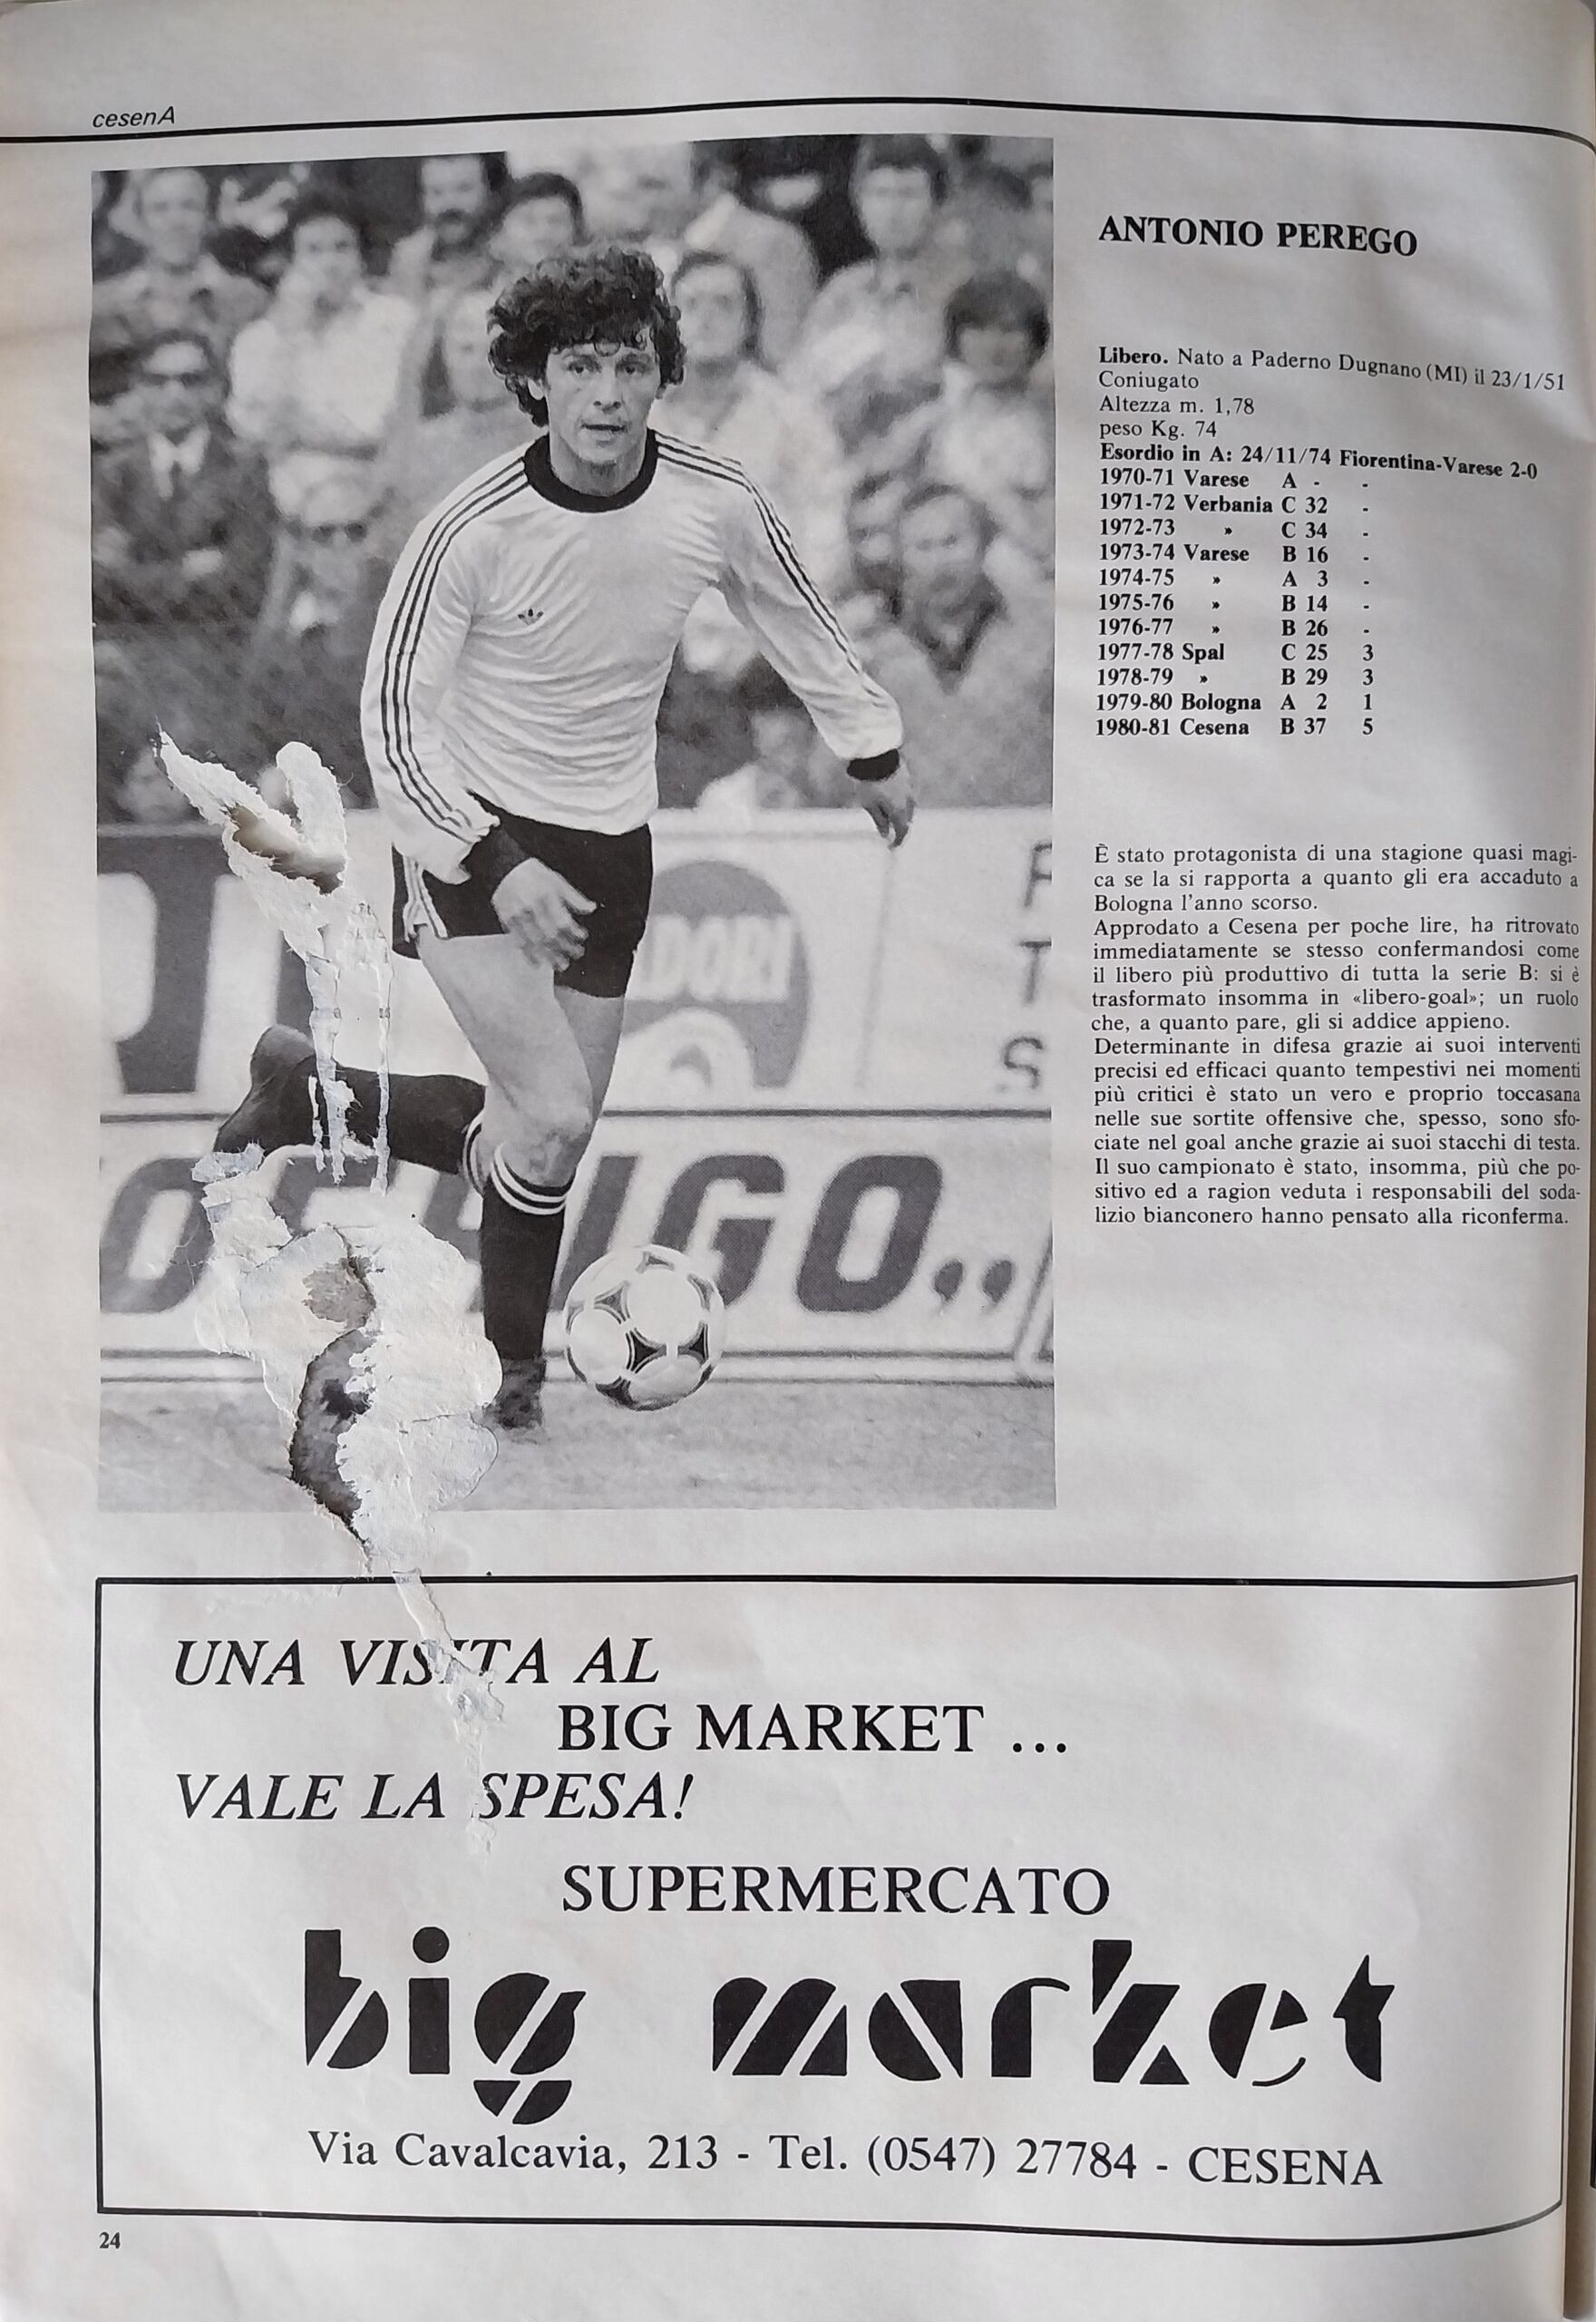 cesenA
DORI
F
T
S
IGO..
ANTONIO PEREGO
Libero. Nato a Paderno Dugnano (MI) il 23/1/51
Coniugato
Altezza m. 1,78
peso Kg. 74
Esordio in A: 24/11/74 Fiorentina-Varese 2-0
1970-71 Varese A - -
1971-72 Verbania C 32 -
1972-73 » C 34 -
1973-74 Varese B 16 -
1974-75 » A 3 -
1975-76 » B 14 -
1976-77 » B 26 -
1977-78 Spal C 25 3
1978-79 » B 29 3
1979-80 Bologna A 2 1
1980-81 Cesena B 37 5
È stato protagonista di una stagione quasi magi-
ca se la si rapporta a quanto gli era accaduto a
Bologna l'anno scorso.
Approdato a Cesena per poche lire, ha ritrovato
immediatamente se stesso confermandosi come
il libero più produttivo di tutta la serie B: si è
trasformato insomma in «libero-goal»; un ruolo
che, a quanto pare, gli si addice appieno.
Determinante in difesa grazie ai suoi interventi
precisi ed efficaci quanto tempestivi nei momenti
più critici è stato un vero e proprio toccasana
nelle sue sortite offensive che, spesso, sono sfo-
ciate nel goal anche grazie ai suoi stacchi di testa.
Il suo campionato è stato, insomma, più che po-
sitivo ed a ragion veduta i responsabili del soda-
lizio bianconero hanno pensato alla riconferma.
UNA VISITA AL
BIG MARKET ...
VALE LA SPESA!
SUPERMERCATO
big market
Via Cavalcavia, 213 - Tel. (0547) 27784 - CESENA
24